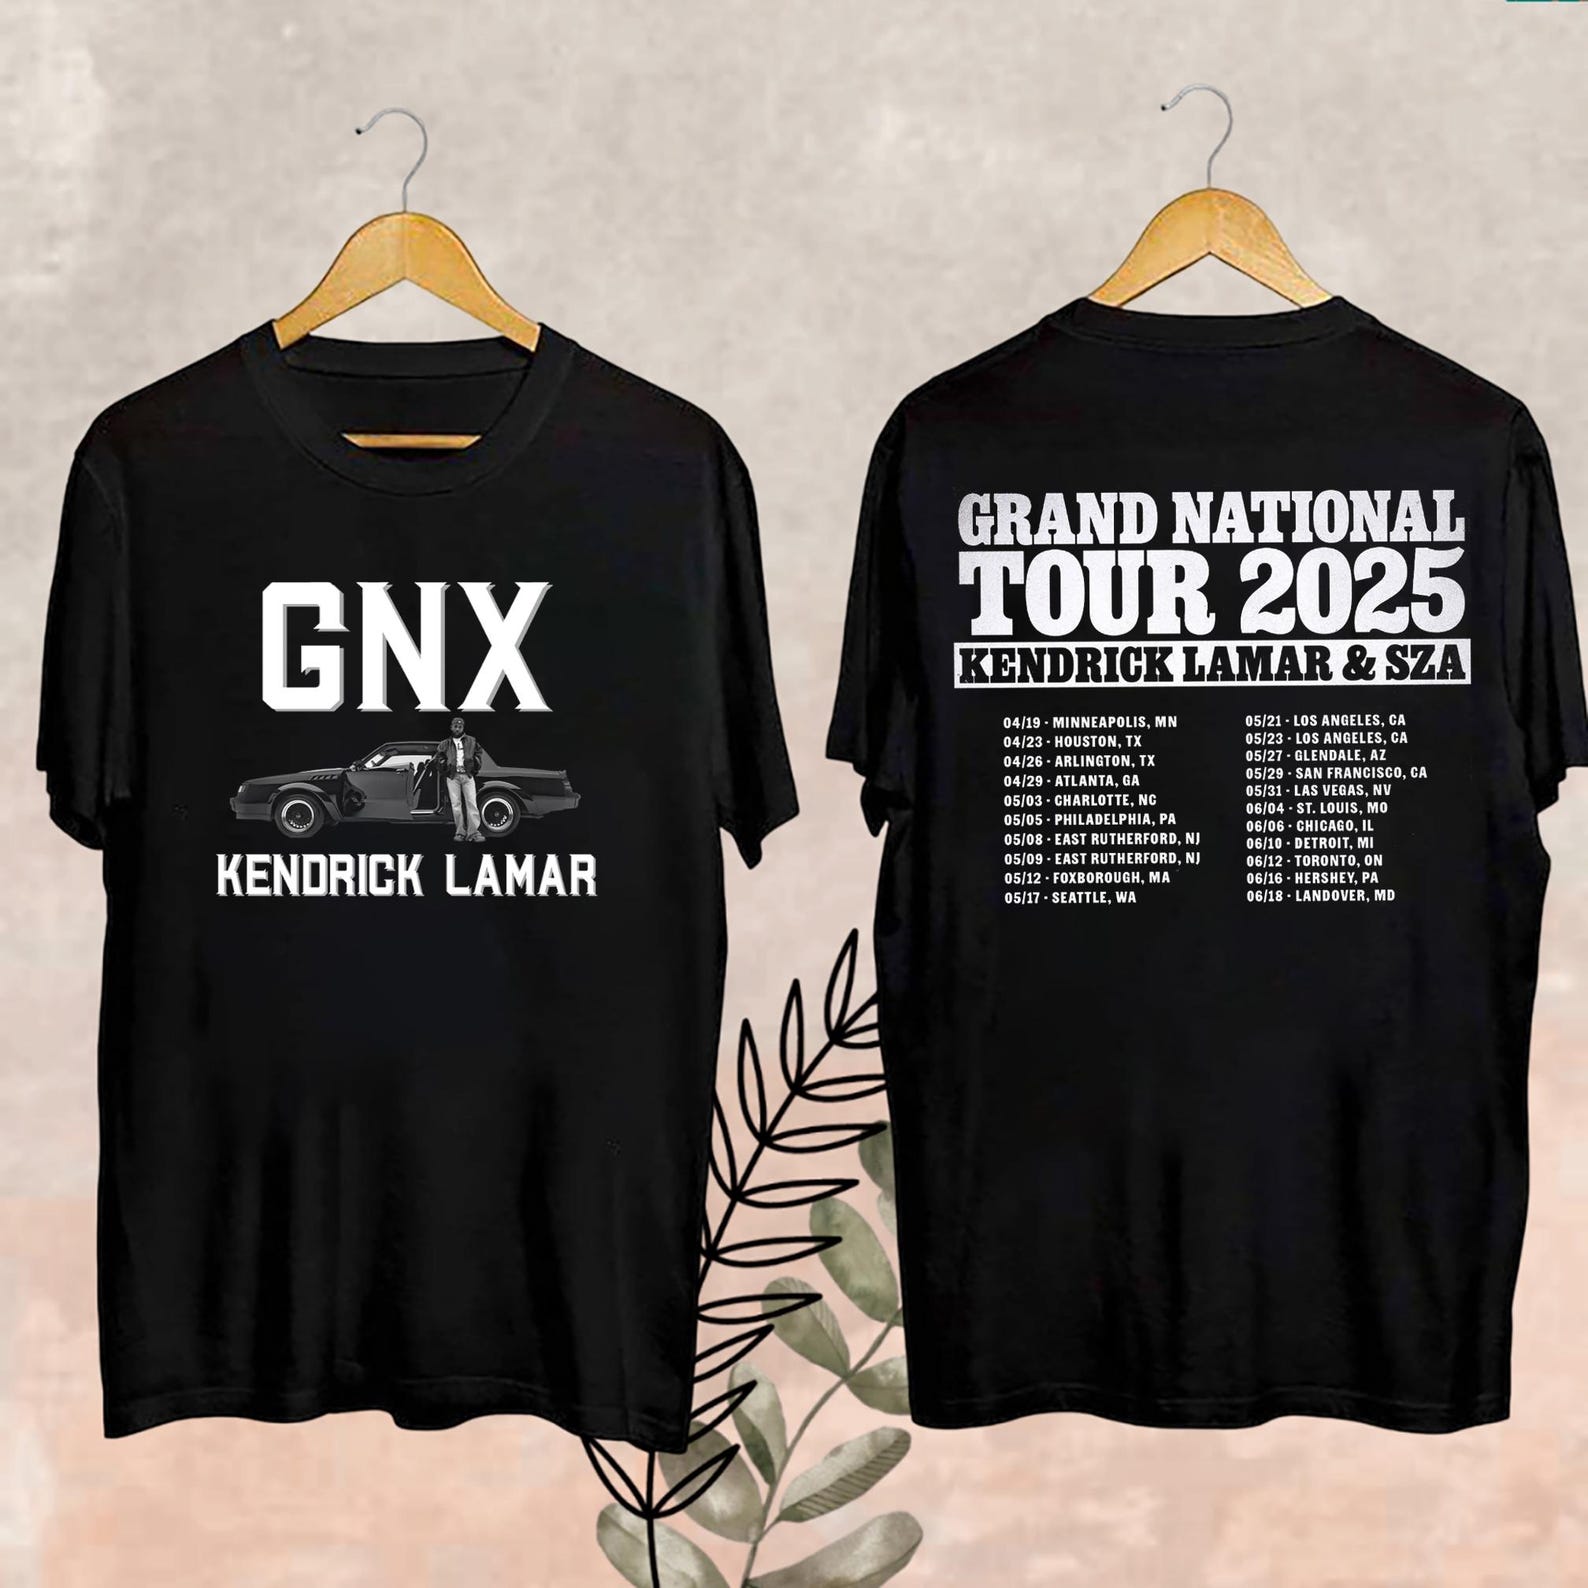 GNX
KENDRICK LAMAR
GRAND NATIONAL
TOUR 2025
KENDRICK LAMAR & SZA
04/19 - MINNEAPOLIS, MN
04/23 - HOUSTON, TX
04/26 - ARLINGTON, TX
04/29 - ATLANTA, GA
05/03 - CHARLOTTE, NC
05/05 - PHILADELPHIA, PA
05/08 - EAST RUTHERFORD, NJ
05/09 - EAST RUTHERFORD, NJ
05/12 - FOXBOROUGH, MA
05/17 - SEATTLE, WA
05/21 - LOS ANGELES, CA
05/23 - LOS ANGELES, CA
05/27 - GLENDALE, AZ
05/29 - SAN FRANCISCO, CA
05/31 - LAS VEGAS, NV
06/04 - ST. LOUIS, MO
06/06 - CHICAGO, IL
06/10 - DETROIT, MI
06/12 - TORONTO, ON
06/16 - HERSHEY, PA
06/18 - LANDOVER, MD